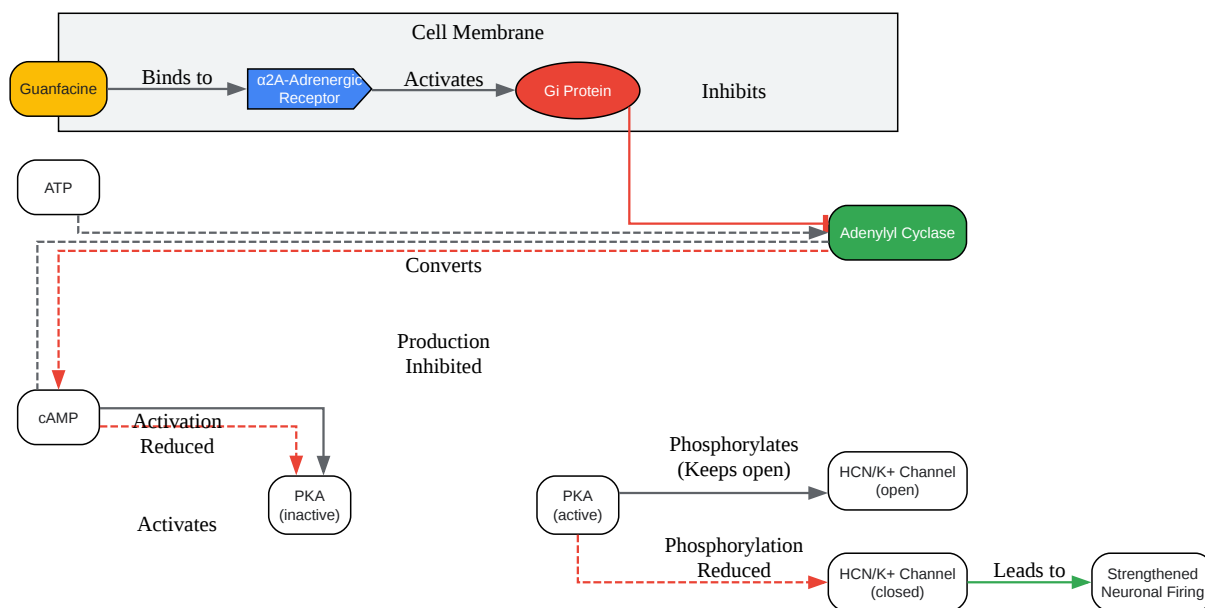 Cell Membrane
Guanfacine
Binds to
α2A-Adrenergic
Receptor
Activates
Gi Protein
Inhibits
ATP
Adenylyl Cyclase
Converts
Production
Inhibited
cAMP
Activation
Reduced
PKA
(inactive)
Activates
PKA
(active)
Phosphorylates
(Keeps open)
HCN/K+ Channel
(open)
Phosphorylation
Reduced
HCN/K+ Channel
(closed)
Leads to
Strengthened
Neuronal Firing